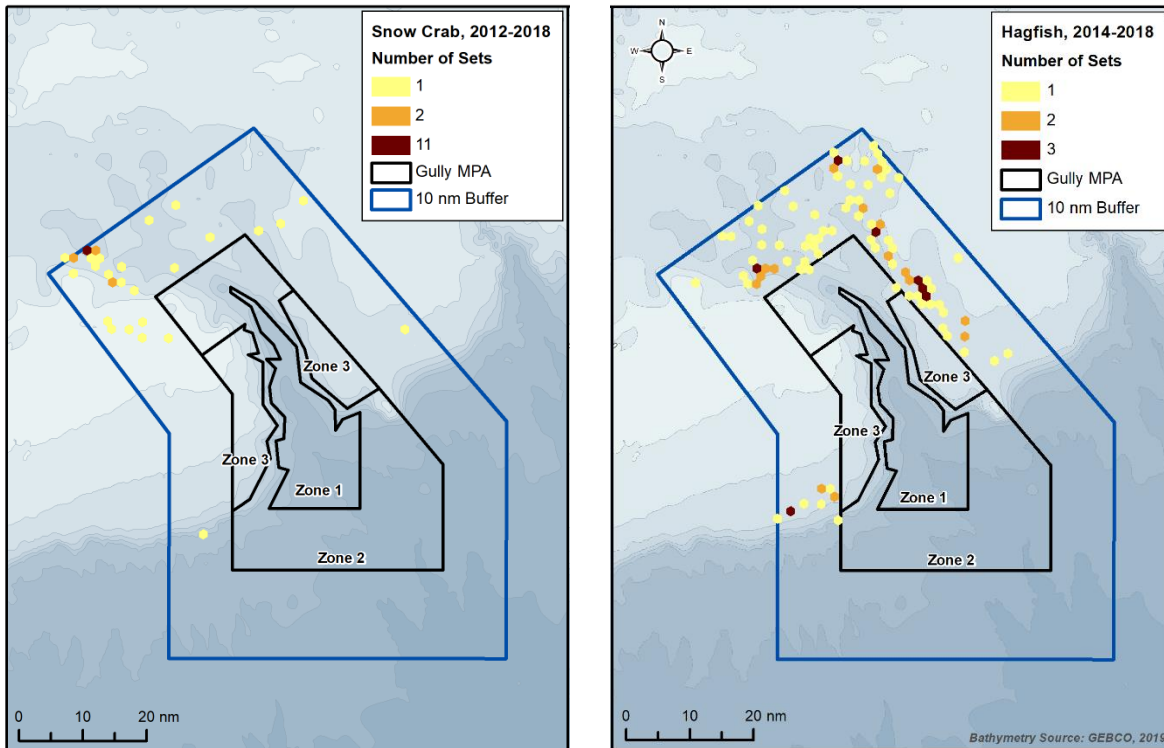 Snow Crab, 2012-2018
Number of Sets
1
2
11
Gully MPA
10 nm Buffer
Zone 3
Zone 3
Zone 1
Zone 2
0 10 20 nm
N
W E
S
Hagfish, 2014-2018
Number of Sets
1
2
3
Gully MPA
10 nm Buffer
Zone 3
Zone 3
Zone 1
Zone 2
0 10 20 nm
Bathymetry Source: GEBCO, 2019